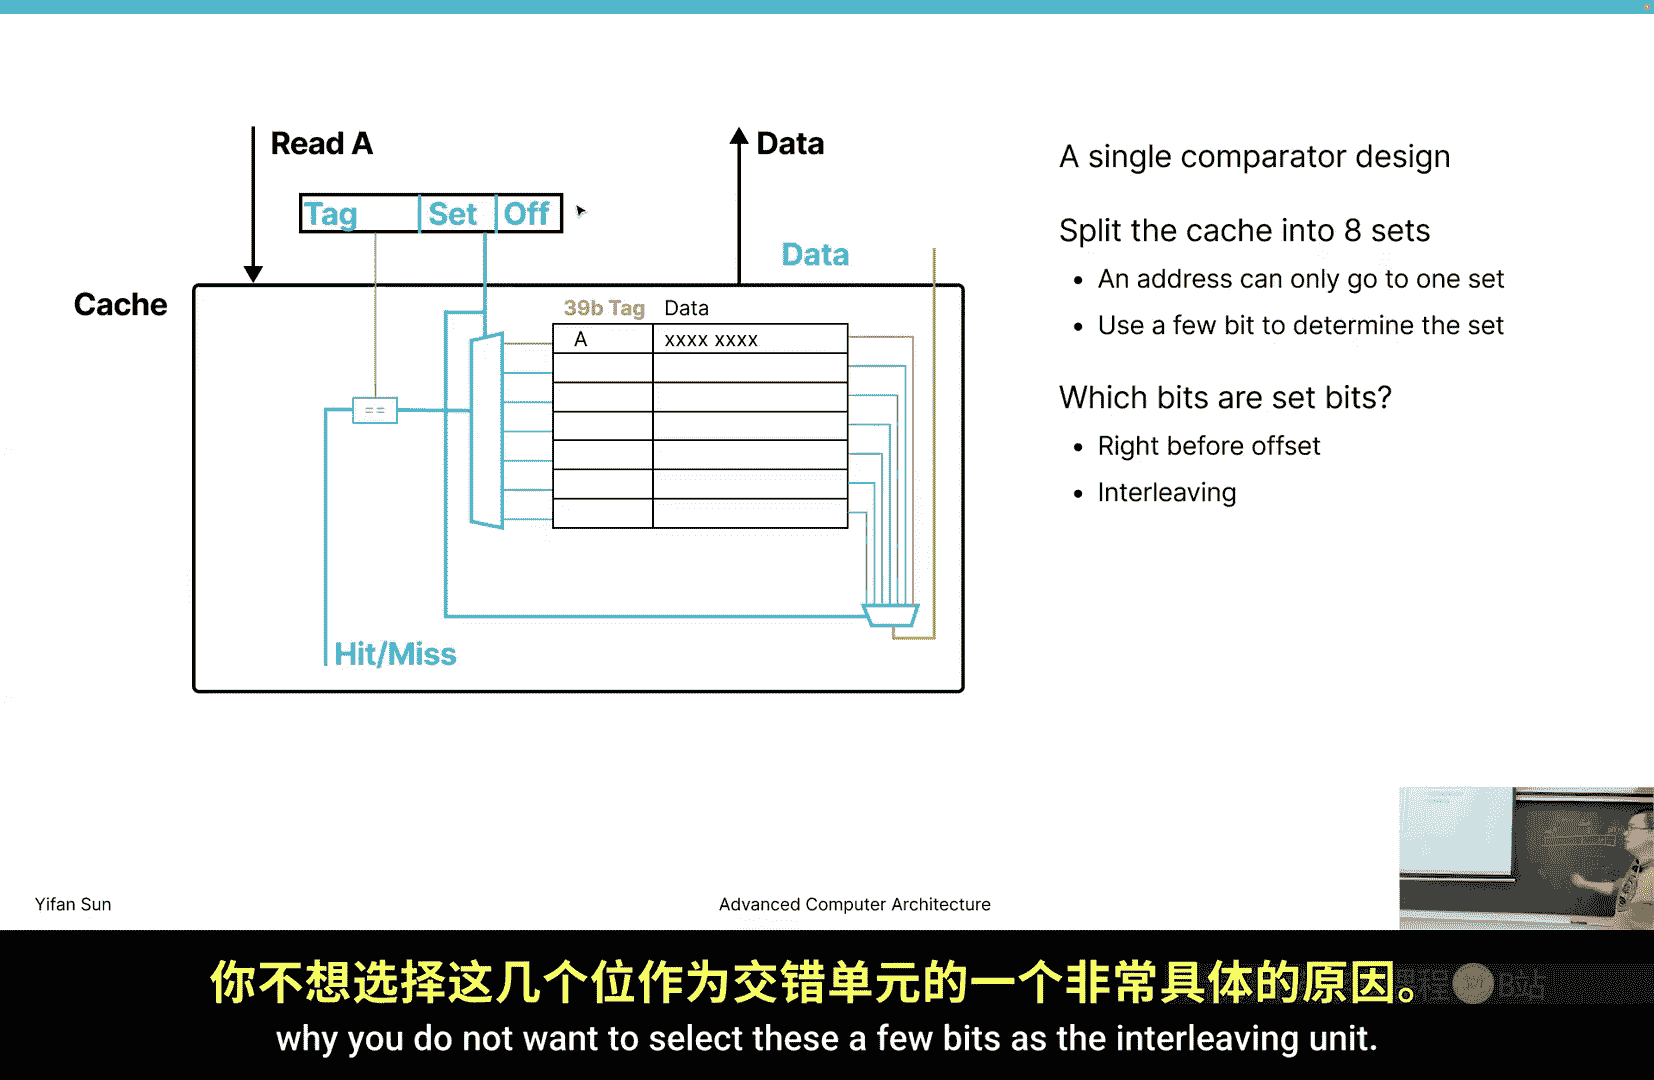 Read A
Data
Tag Set Off
Data
Cache
39b Tag Data
A xxxx xxxx
==
Hit/Miss
A single comparator design
Split the cache into 8 sets
• An address can only go to one set
• Use a few bit to determine the set
Which bits are set bits?
• Right before offset
• Interleaving
Yifan Sun
Advanced Computer Architecture
你不想选择这几个位作为交错单元的一个非常具体的原因。
课程 B站
why you do not want to select these a few bits as the interleaving unit.